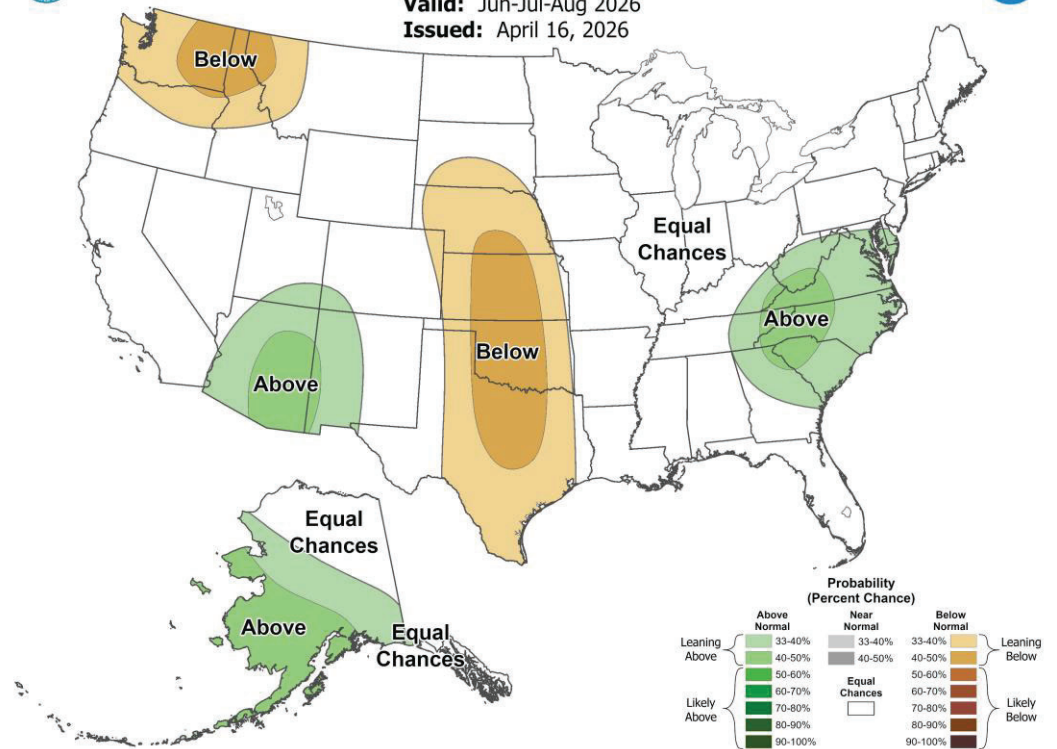 Valid: Jun-Jul-Aug 2026
Issued: April 16, 2026
Below
Equal
Chances
Above
Below
Above
Equal
Chances
Above
Equal
Chances
Probability
(Percent Chance)
Above
Normal
Near
Normal
Below
Normal
Leaning
Above
33-40%
40-50%
Likely
Above
50-60%
60-70%
70-80%
80-90%
90-100%
33-40%
40-50%
Equal
Chances
33-40%
40-50%
Leaning
Below
50-60%
60-70%
70-80%
80-90%
90-100%
Likely
Below